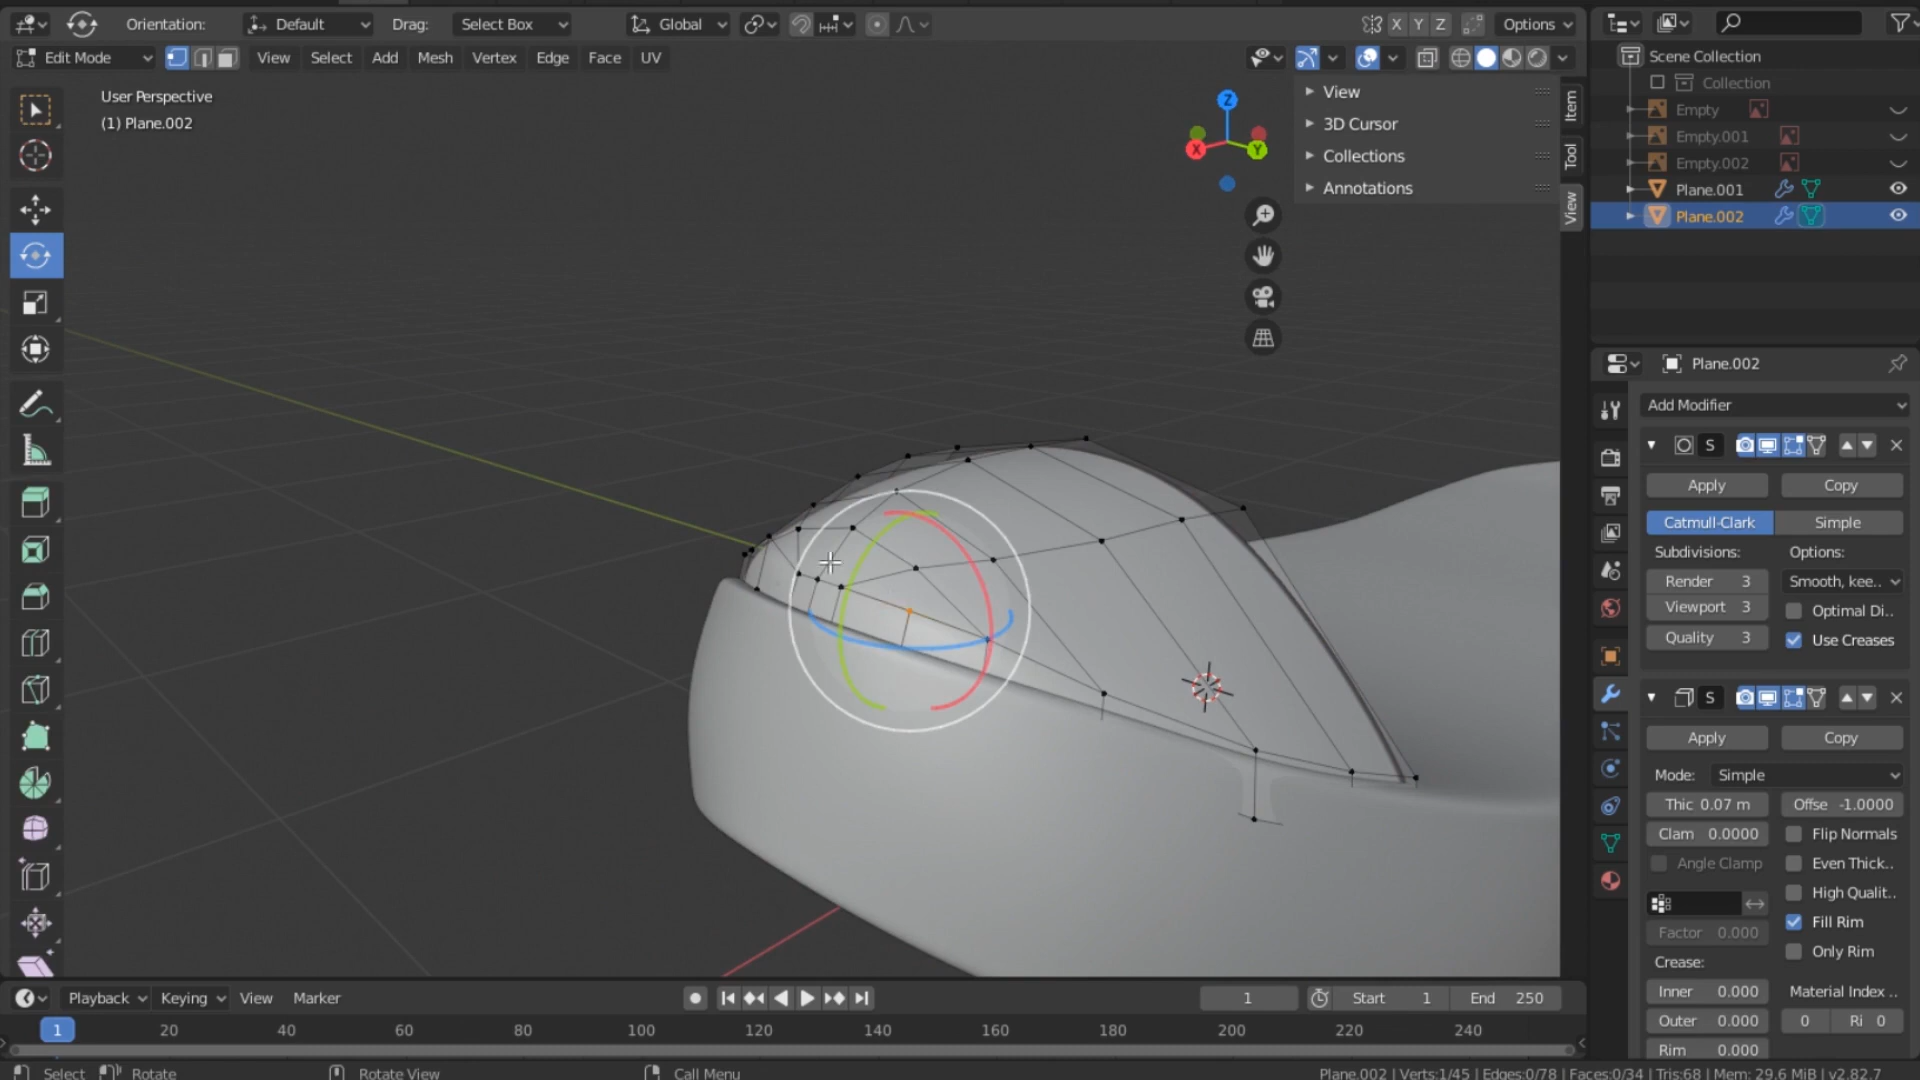 Orientation: Default Drag: Select Box Global X Y Z Options
Edit Mode View Select Add Mesh Vertex Edge Face UV
User Perspective
(1) Plane.002
Z
X
Y
View
3D Cursor
Collections
Annotations
Item
Tool
View
Scene Collection
Collection
Empty
Empty.001
Empty.002
Plane.001
Plane.002
Plane.002
Add Modifier
S
Apply Copy
Catmull-Clark Simple
Subdivisions: Options:
Render 3 Smooth, kee..
Viewport 3 Optimal Di..
Quality 3 Use Creases
S
Apply Copy
Mode: Simple
Thic 0.07 m Offse -1.0000
Clam 0.0000 Flip Normals
Angle Clamp Even Thick..
High Qualit..
Fill Rim
Factor 0.000
Only Rim
Crease:
Inner 0.000 Material Index ..
Outer 0.000 0 Ri 0
Rim 0.000
Playback Keying View Marker 1 Start 1 End 250
1 20 40 60 80 100 120 140 160 180 200 220 240
Select Rotate Rotate View Call Menu Plane.002 | Verts:1/45 | Edges:0/78 | Faces:0/34 | Tris:68 | Mem: 29.6 MiB | v2.82.7